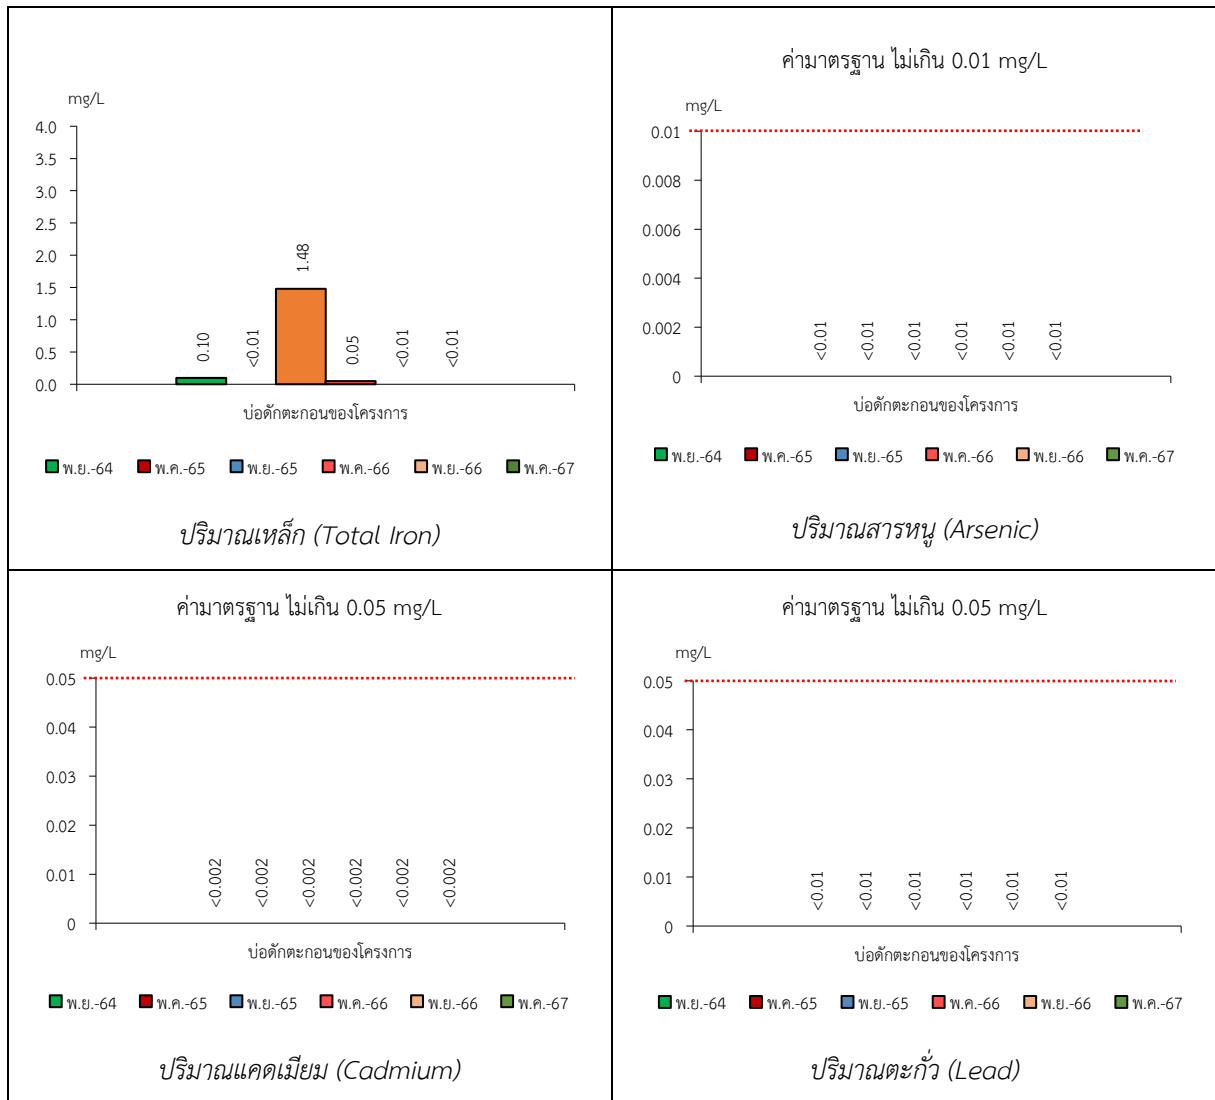 mg/L
4.0
3.5
3.0
2.5
2.0
1.5
1.0
0.5
0.0
0.10
<0.01
1.48
0.05
<0.01
<0.01
บ่อดักตะกอนของโครงการ
พ.ย.-64 พ.ค.-65 พ.ย.-65 พ.ค.-66 พ.ย.-66 พ.ค.-67
ปริมาณเหล็ก (Total Iron)
ค่ามาตรฐาน ไม่เกิน 0.01 mg/L
mg/L
0.01
0.008
0.006
0.004
0.002
0
<0.01
<0.01
<0.01
<0.01
<0.01
<0.01
บ่อดักตะกอนของโครงการ
พ.ย.-64 พ.ค.-65 พ.ย.-65 พ.ค.-66 พ.ย.-66 พ.ค.-67
ปริมาณสารหนู (Arsenic)
ค่ามาตรฐาน ไม่เกิน 0.05 mg/L
mg/L
0.05
0.04
0.03
0.02
0.01
0
<0.002
<0.002
<0.002
<0.002
<0.002
<0.002
บ่อดักตะกอนของโครงการ
พ.ย.-64 พ.ค.-65 พ.ย.-65 พ.ค.-66 พ.ย.-66 พ.ค.-67
ปริมาณแคดเมียม (Cadmium)
ค่ามาตรฐาน ไม่เกิน 0.05 mg/L
mg/L
0.05
0.04
0.03
0.02
0.01
0
<0.01
<0.01
<0.01
<0.01
<0.01
<0.01
บ่อดักตะกอนของโครงการ
พ.ย.-64 พ.ค.-65 พ.ย.-65 พ.ค.-66 พ.ย.-66 พ.ค.-67
ปริมาณตะกั่ว (Lead)